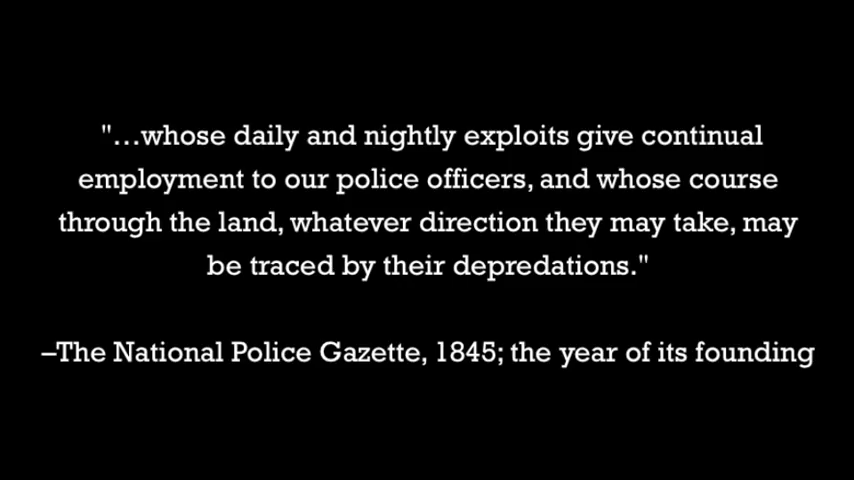 "...whose daily and nightly exploits give continual
employment to our police officers, and whose course
through the land, whatever direction they may take, may
be traced by their depredations."
–The National Police Gazette, 1845; the year of its founding